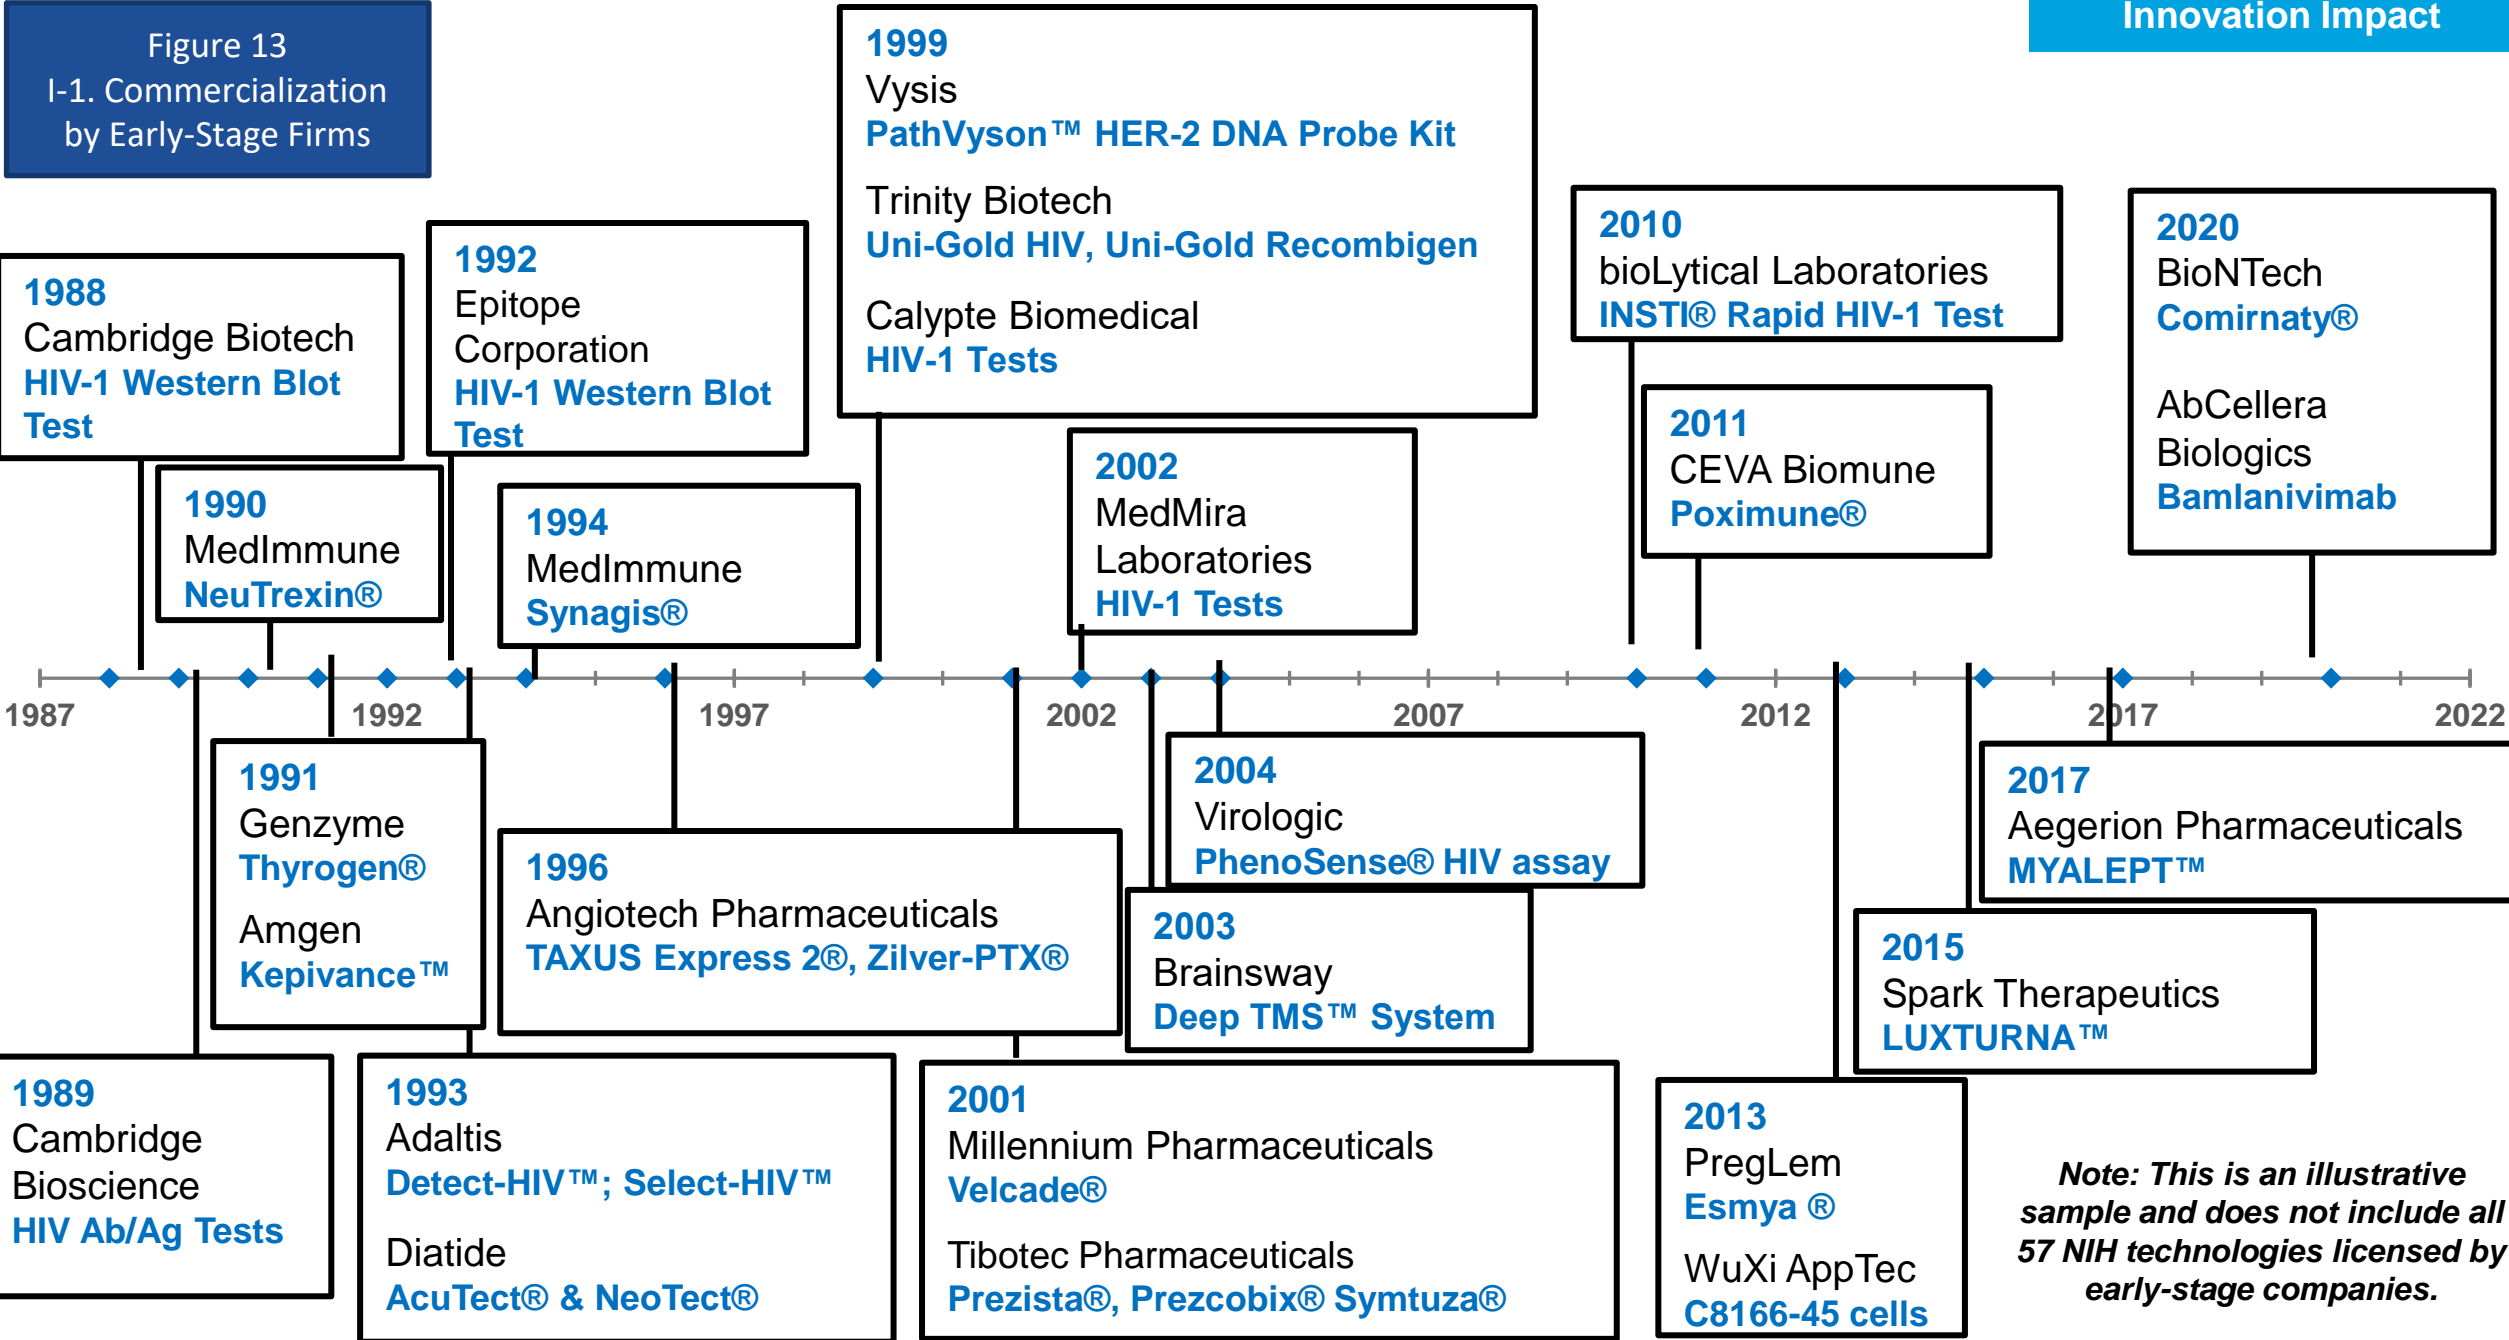 Figure 13
I-1. Commercialization
by Early-Stage Firms
Innovation Impact
1988
Cambridge Biotech
HIV-1 Western Blot
Test
1990
MedImmune
NeuTrexin®
1992
Epitope
Corporation
HIV-1 Western Blot
Test
1994
MedImmune
Synagis®
1999
Vysis
PathVyson™ HER-2 DNA Probe Kit
Trinity Biotech
Uni-Gold HIV, Uni-Gold Recombigen
Calypte Biomedical
HIV-1 Tests
2002
MedMira
Laboratories
HIV-1 Tests
2010
bioLytical Laboratories
INSTI® Rapid HIV-1 Test
2011
CEVA Biomune
Poximune®
2020
BioNTech
Comirnaty®
AbCellera
Biologics
Bamlanivimab
1987
1992
1997
2002
2007
2012
2017
2022
1989
Cambridge
Bioscience
HIV Ab/Ag Tests
1991
Genzyme
Thyrogen®
Amgen
Kepivance™
1993
Adaltis
Detect-HIV™; Select-HIV™
Diatide
AcuTect® & NeoTect®
1996
Angiotech Pharmaceuticals
TAXUS Express 2®, Zilver-PTX®
2001
Millennium Pharmaceuticals
Velcade®
Tibotec Pharmaceuticals
Prezista®, Prezcobix® Symtuza®
2004
Virologic
PhenoSense® HIV assay
2003
Brainsway
Deep TMS™ System
2013
PregLem
Esmya ®
WuXi AppTec
C8166-45 cells
2015
Spark Therapeutics
LUXTURNA™
2017
Aegerion Pharmaceuticals
MYALEPT™
Note: This is an illustrative
sample and does not include all
57 NIH technologies licensed by
early-stage companies.